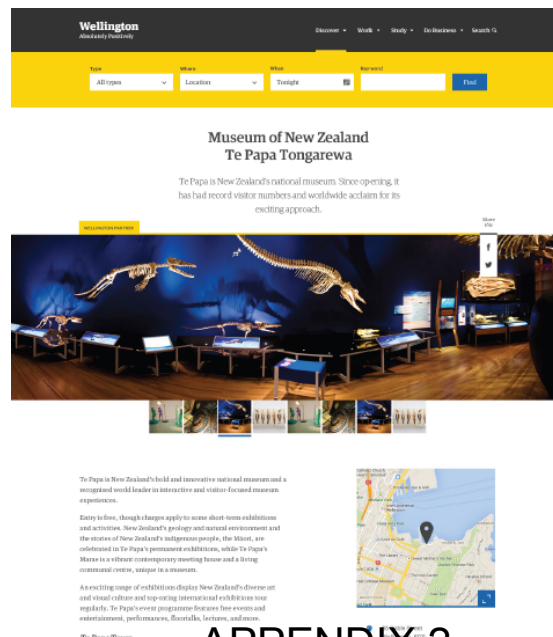 Wellington
Absolutely Positively
Discover Work Study Do Business Search
Type Where When Keyword
All types Location Tonight Find
Museum of New Zealand
Te Papa Tongarewa
Te Papa is New Zealand's national museum. Since opening, it
has had record visitor numbers and worldwide acclaim for its
exciting approach.
WELLINGTON PARTNER
Share
this
Te Papa is New Zealand's bold and innovative national museum and a
recognised world leader in interactive and visitor-focused museum
experiences.
Entry is free, though charges apply to some short-term exhibitions
and activities. New Zealand's geology and natural environment and
the stories of New Zealand's indigenous people, the Māori, are
celebrated in Te Papa's permanent exhibitions, while Te Papa's
Marae is a vibrant contemporary meeting house and a living
communal centre, unique in a museum.
An exciting range of exhibitions display New Zealand's diverse art
and visual culture and top-rating international exhibitions tour
regularly. Te Papa's event programme features free events and
entertainment, performances, floortalks, lectures, and more.
APPENDIX 2